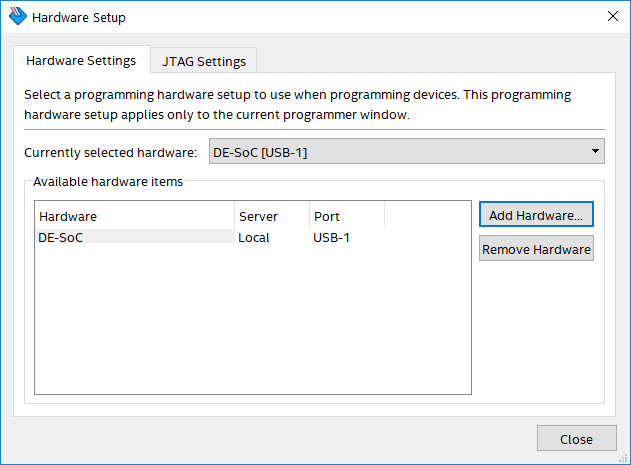 Hardware Setup
Hardware Settings
JTAG Settings
Select a programming hardware setup to use when programming devices. This programming
hardware setup applies only to the current programmer window.
Currently selected hardware: DE-SoC [USB-1]
Available hardware items
Hardware Server Port
DE-SoC Local USB-1
Add Hardware...
Remove Hardware
Close